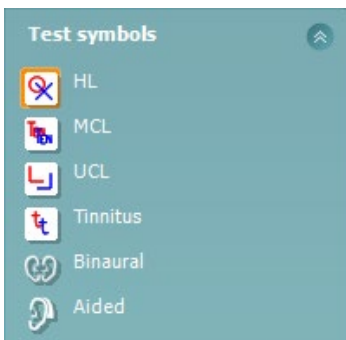 Test symbols
HL
MCL
UCL
Tinnitus
Binaural
Aided